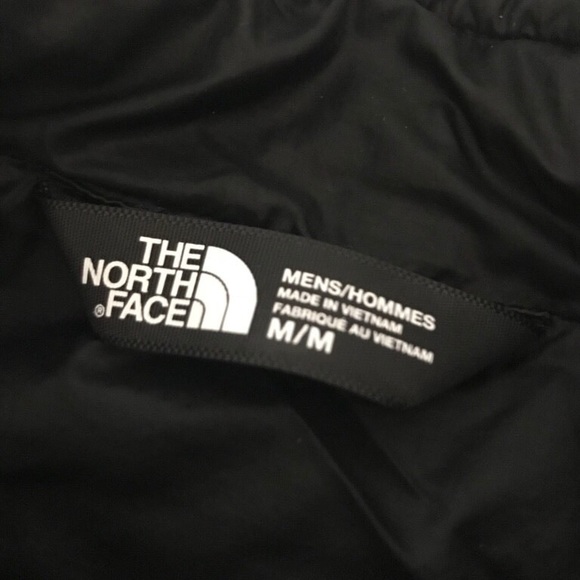 THE
NORTH
®FACE
MENS/HOMMES
MADE IN VIETNAM
FABRIQUE AU VIETNAM
M/M